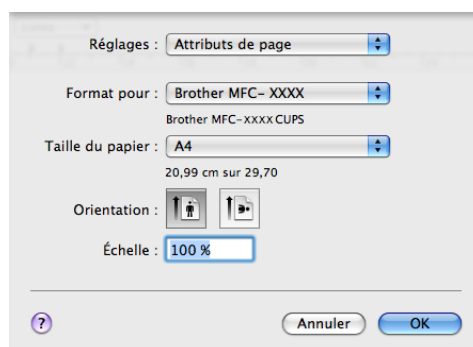 Réglages : Attributs de page
Format pour : Brother MFC- XXXX
Brother MFC-XXXX CUPS
Taille du papier : A4
20,99 cm sur 29,70
Orientation :
Échelle : 100 %
? Annuler OK